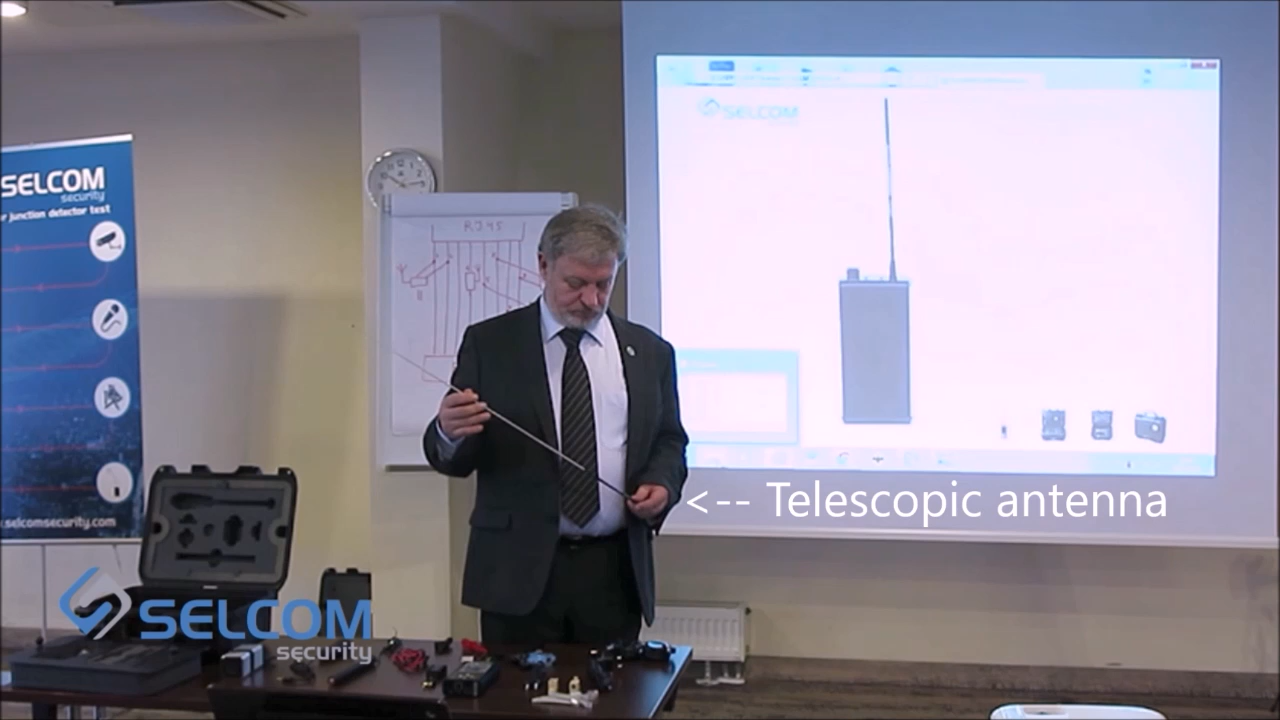 SELCOM
security
r junction detector test
.selcomsecurity.com
RJ45
SELCOM
<-- Telescopic antenna
SELCOM
security